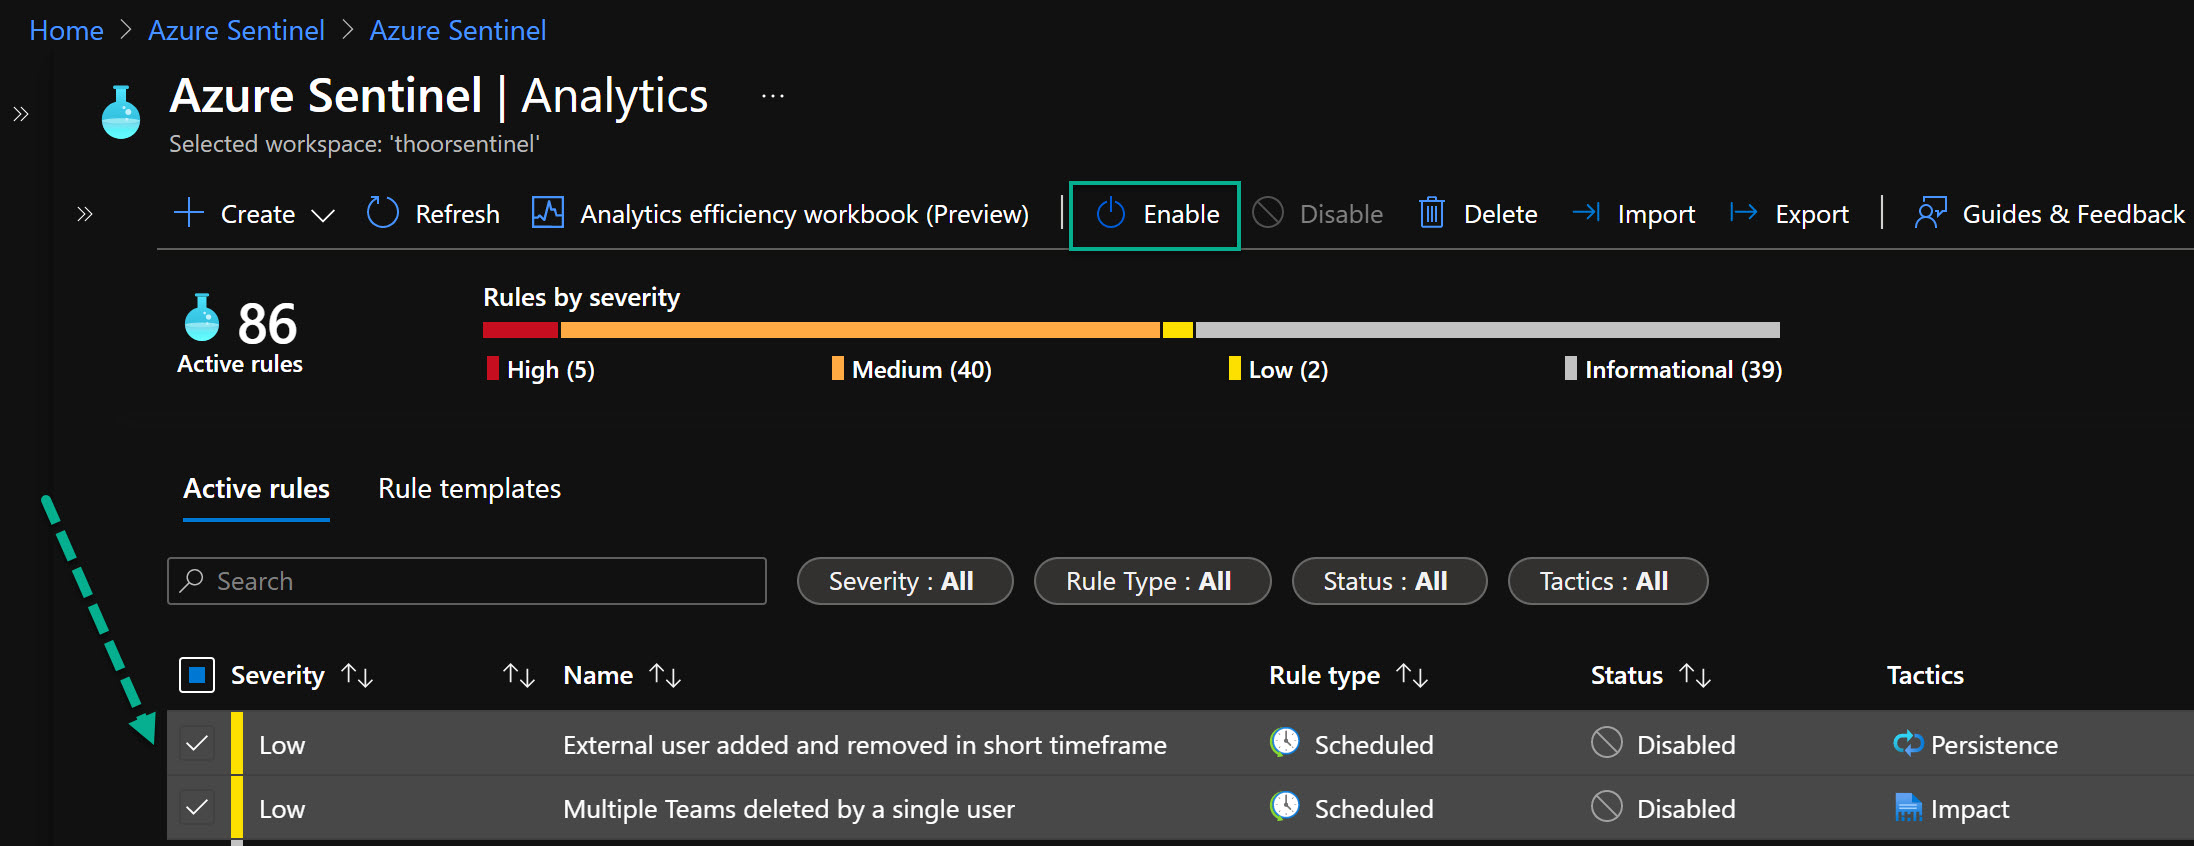 Home > Azure Sentinel > Azure Sentinel
Azure Sentinel | Analytics ...
Selected workspace: 'thoorsentinel'
Create Refresh Analytics efficiency workbook (Preview) Enable Disable Delete Import Export Guides & Feedback
86
Active rules
Rules by severity
High (5) Medium (40) Low (2) Informational (39)
Active rules Rule templates
Search Severity : All Rule Type : All Status : All Tactics : All
Severity Name Rule type Status Tactics
Low External user added and removed in short timeframe Scheduled Disabled Persistence
Low Multiple Teams deleted by a single user Scheduled Disabled Impact